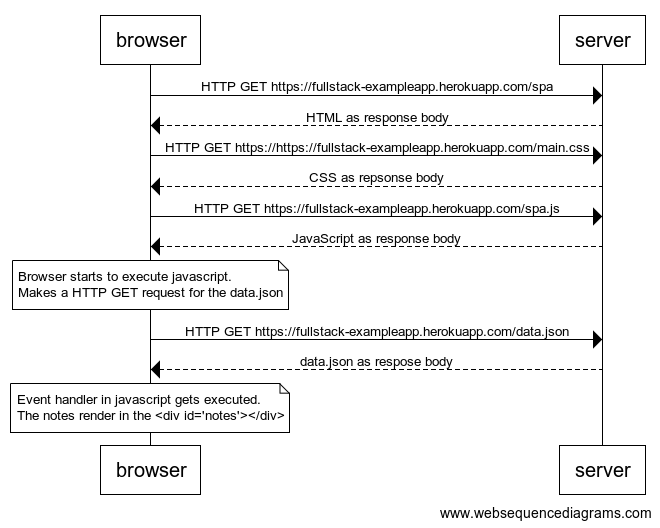 browser
server
HTTP GET https://fullstack-exampleapp.herokuapp.com/spa
HTML as response body
HTTP GET https://https://fullstack-exampleapp.herokuapp.com/main.css
CSS as repsonse body
HTTP GET https://fullstack-exampleapp.herokuapp.com/spa.js
JavaScript as response body
Browser starts to execute javascript.
Makes a HTTP GET request for the data.json
HTTP GET https://fullstack-exampleapp.herokuapp.com/data.json
data.json as respose body
Event handler in javascript gets executed.
The notes render in the <div id='notes'></div>
browser
server
www.websequencediagrams.com